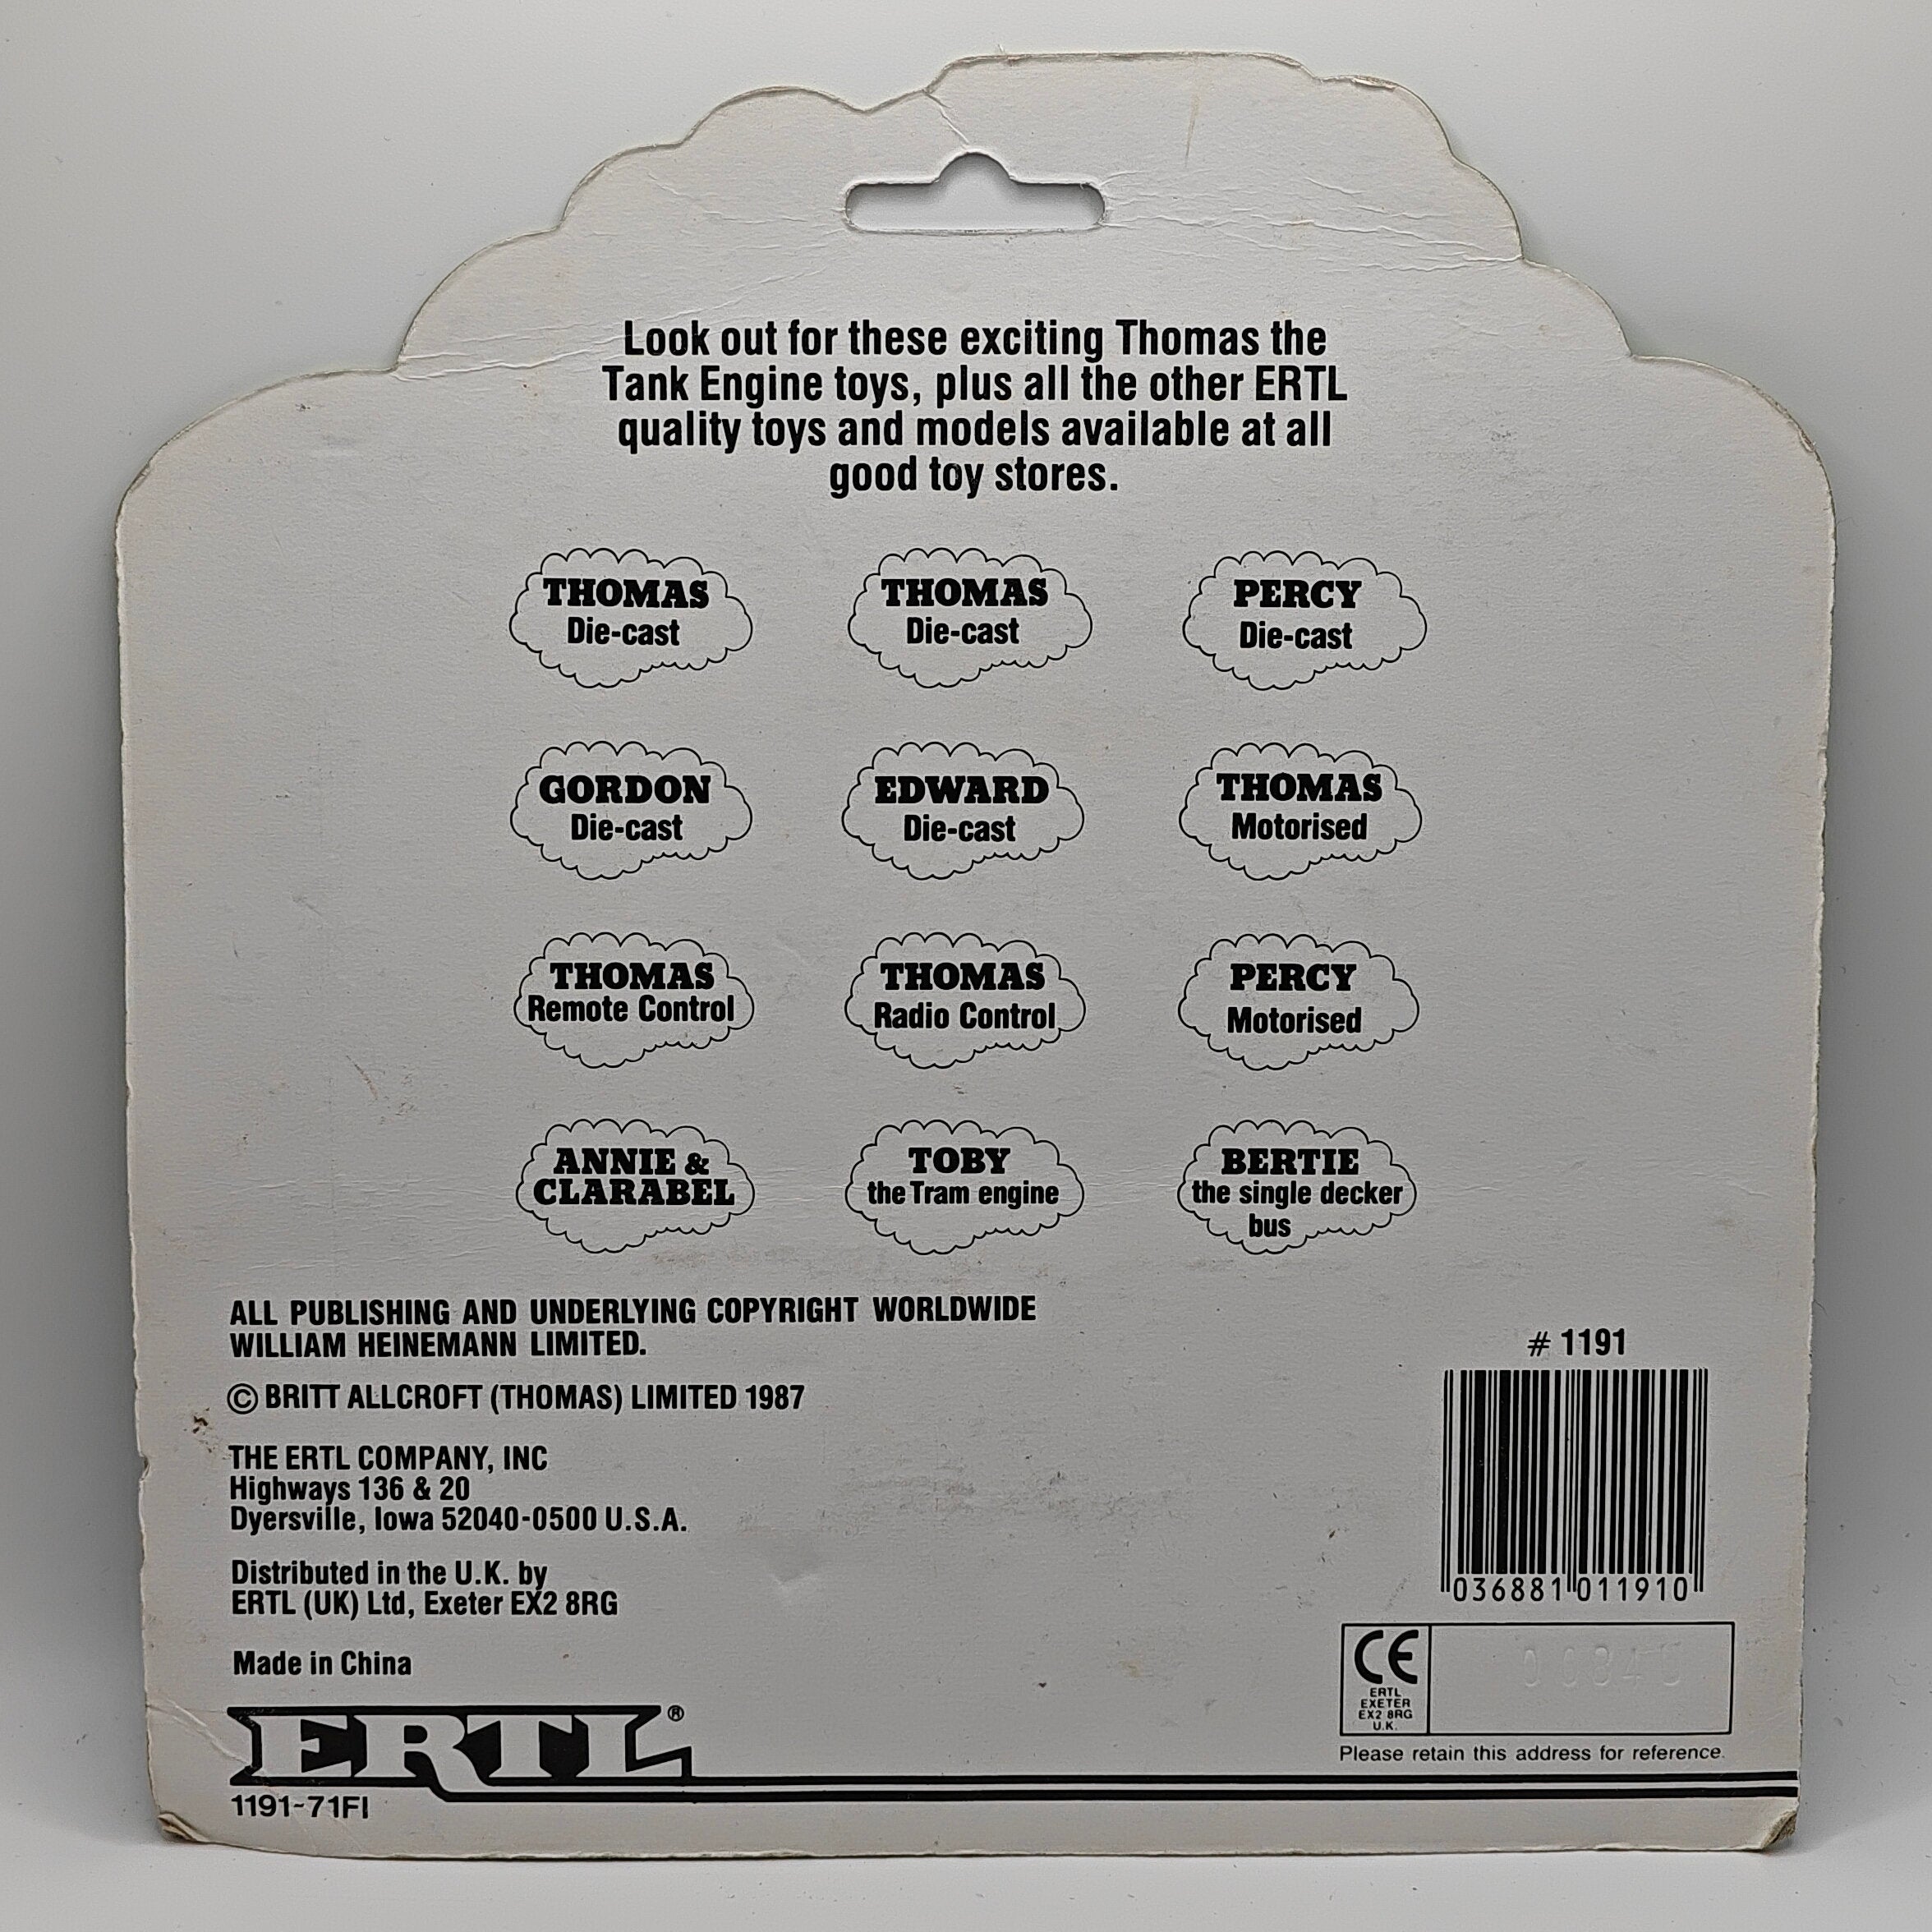 Look out for these exciting Thomas the
Tank Engine toys, plus all the other ERTL
quality toys and models available at all
good toy stores.
THOMAS
Die-cast
THOMAS
Die-cast
PERCY
Die-cast
GORDON
Die-cast
EDWARD
Die-cast
THOMAS
Motorised
THOMAS
Remote Control
THOMAS
Radio Control
PERCY
Motorised
ANNIE &
CLARABEL
TOBY
the Tram engine
BERTIE
the single decker
bus
ALL PUBLISHING AND UNDERLYING COPYRIGHT WORLDWIDE
WILLIAM HEINEMANN LIMITED.
© BRITT ALLCROFT (THOMAS) LIMITED 1987
THE ERTL COMPANY, INC
Highways 136 & 20
Dyersville, Iowa 52040-0500 U.S.A.
Distributed in the U.K. by
ERTL (UK) Ltd, Exeter EX2 8RG
Made in China
ERTL®
1191-71FI
# 1191
036881 011910
CE
ERTL
EXETER
EX2 8RG
U.K.
Please retain this address for reference.